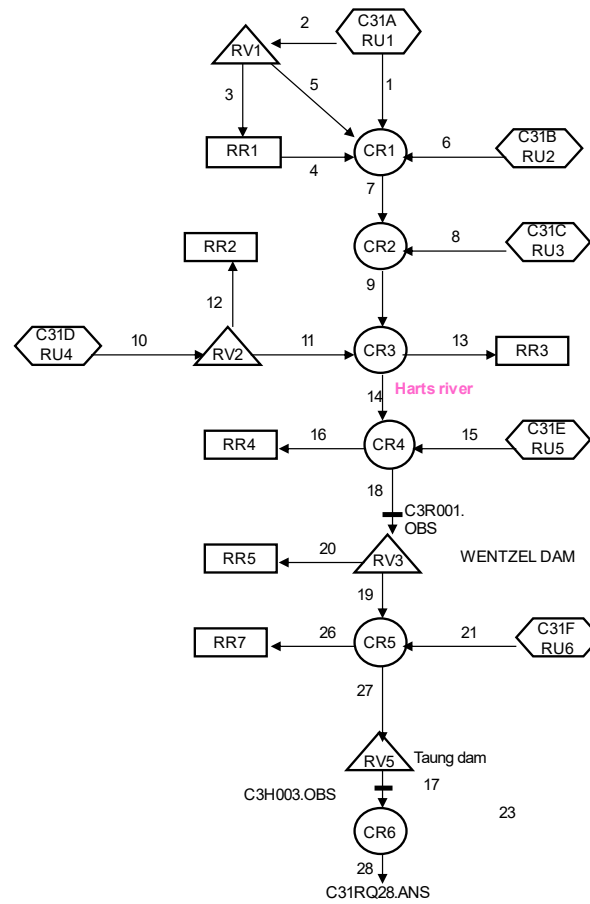 2
C31A
RU1
RV1
5
1
3
RR1
4
CR1
6
C31B
RU2
7
RR2
CR2
8
C31C
RU3
12
9
C31D
RU4
10
RV2
11
CR3
13
RR3
14
Harts river
RR4
16
CR4
15
C31E
RU5
18
C3R001.
OBS
RR5
20
RV3
WENTZEL DAM
19
RR7
26
CR5
21
C31F
RU6
27
RV5
Taung dam
17
C3H003.OBS
23
CR6
28
C31RQ28.ANS